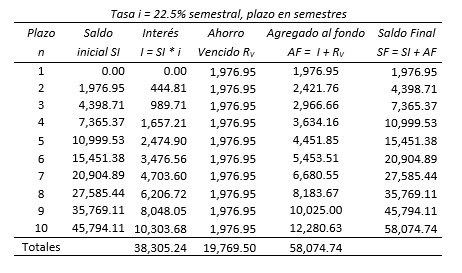 Tasa i = 22.5% semestral, plazo en semestres
Plazo Saldo Interés Ahorro Agregado al fondo Saldo Final
n inicial SI I = SI * i Vencido Rv AF = I + Rv SF = SI + AF
1 0.00 0.00 1,976.95 1,976.95 1,976.95
2 1,976.95 444.81 1,976.95 2,421.76 4,398.71
3 4,398.71 989.71 1,976.95 2,966.66 7,365.37
4 7,365.37 1,657.21 1,976.95 3,634.16 10,999.53
5 10,999.53 2,474.90 1,976.95 4,451.85 15,451.38
6 15,451.38 3,476.56 1,976.95 5,453.51 20,904.89
7 20,904.89 4,703.60 1,976.95 6,680.55 27,585.44
8 27,585.44 6,206.72 1,976.95 8,183.67 35,769.11
9 35,769.11 8,048.05 1,976.95 10,025.00 45,794.11
10 45,794.11 10,303.68 1,976.95 12,280.63 58,074.74
Totales 38,305.24 19,769.50 58,074.74